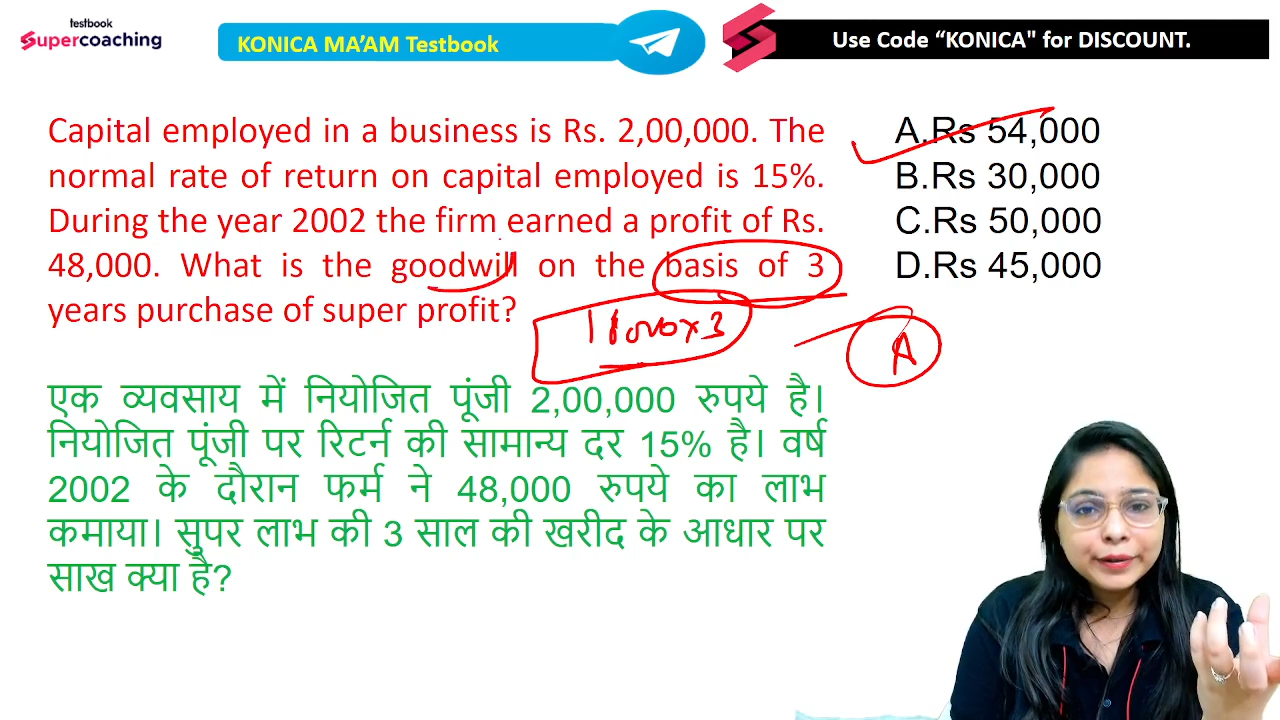 testbook
Supercoaching
KONICA MA'AM Testbook
Use Code “KONICA" for DISCOUNT.
Capital employed in a business is Rs. 2,00,000. The
normal rate of return on capital employed is 15%.
During the year 2002 the firm earned a profit of Rs.
48,000. What is the goodwill on the basis of 3
years purchase of super profit?
A.Rs 54,000
B.Rs 30,000
C.Rs 50,000
D.Rs 45,000
18000x3
A
एक व्यवसाय में नियोजित पूंजी 2,00,000 रुपये है।
नियोजित पूंजी पर रिटर्न की सामान्य दर 15% है। वर्ष
2002 के दौरान फर्म ने 48,000 रुपये का लाभ
कमाया। सुपर लाभ की 3 साल की खरीद के आधार पर
साख क्या है?